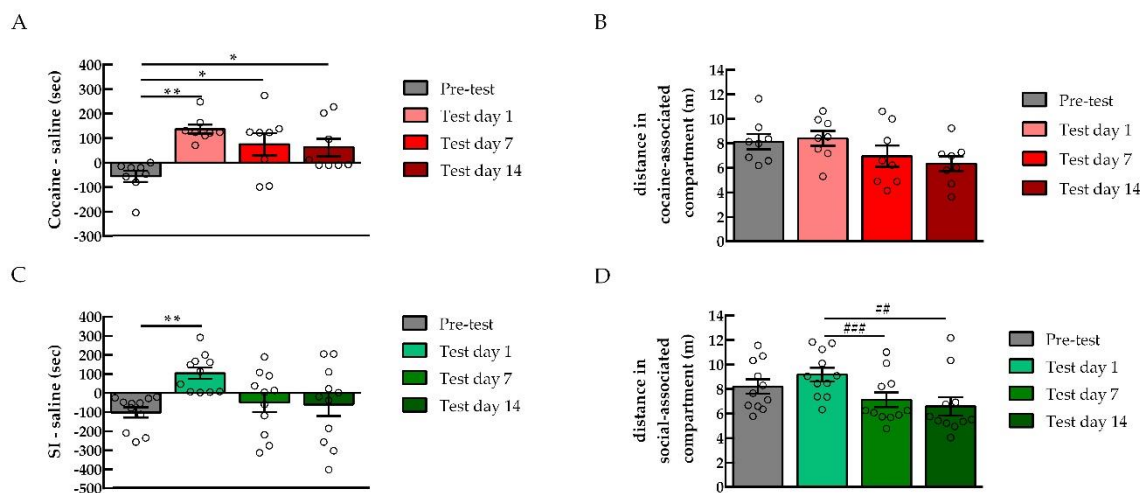 A
Cocaine - saline (sec)
400
300
200
100
0
-100
-200
-300
*
*
**
Pre-test
Test day 1
Test day 7
Test day 14
B
distance in
cocaine-associated
compartment (m)
14
12
10
8
6
4
2
0
Pre-test
Test day 1
Test day 7
Test day 14
C
SI - saline (sec)
400
300
200
100
0
-100
-200
-300
-400
-500
**
Pre-test
Test day 1
Test day 7
Test day 14
D
distance in
social-associated
compartment (m)
14
12
10
8
6
4
2
0
##
###
Pre-test
Test day 1
Test day 7
Test day 14